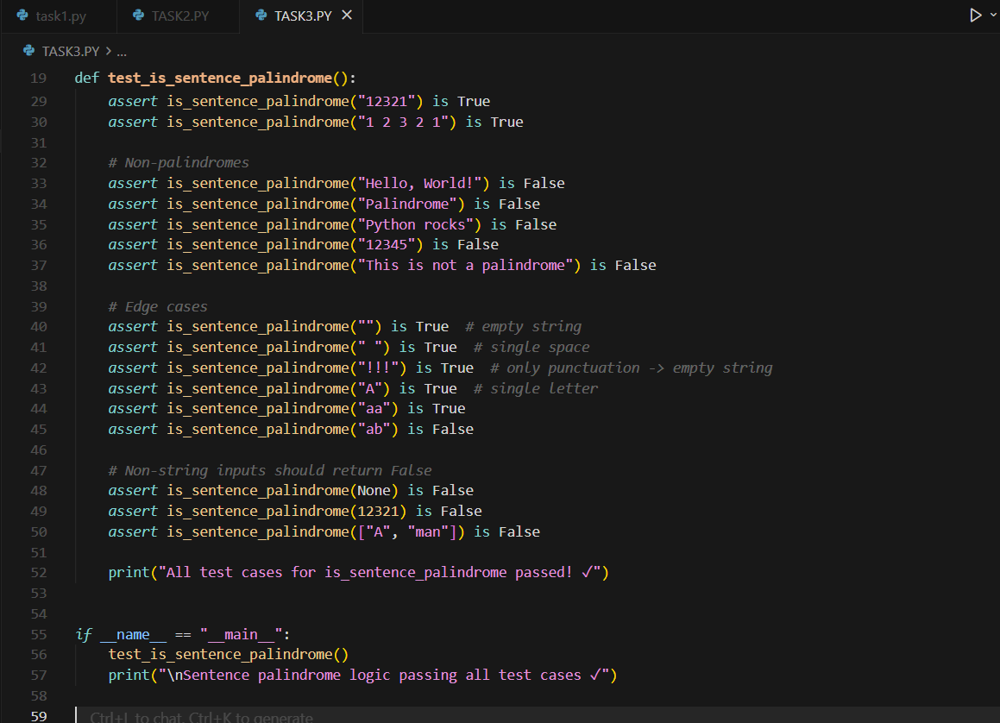 task1.py TASK2.PY TASK3.PY
TASK3.PY > ...
19 def test_is_sentence_palindrome():
29     assert is_sentence_palindrome("12321") is True
30     assert is_sentence_palindrome("1 2 3 2 1") is True
31
32     # Non-palindromes
33     assert is_sentence_palindrome("Hello, World!") is False
34     assert is_sentence_palindrome("Palindrome") is False
35     assert is_sentence_palindrome("Python rocks") is False
36     assert is_sentence_palindrome("12345") is False
37     assert is_sentence_palindrome("This is not a palindrome") is False
38
39     # Edge cases
40     assert is_sentence_palindrome("") is True  # empty string
41     assert is_sentence_palindrome(" ") is True  # single space
42     assert is_sentence_palindrome("!!!") is True  # only punctuation -> empty string
43     assert is_sentence_palindrome("A") is True  # single letter
44     assert is_sentence_palindrome("aa") is True
45     assert is_sentence_palindrome("ab") is False
46
47     # Non-string inputs should return False
48     assert is_sentence_palindrome(None) is False
49     assert is_sentence_palindrome(12321) is False
50     assert is_sentence_palindrome(["A", "man"]) is False
51
52     print("All test cases for is_sentence_palindrome passed! ✓")
53
54
55 if __name__ == "__main__":
56     test_is_sentence_palindrome()
57     print("\nSentence palindrome logic passing all test cases ✓")
58
59 Ctrl+L to chat, Ctrl+K to generate